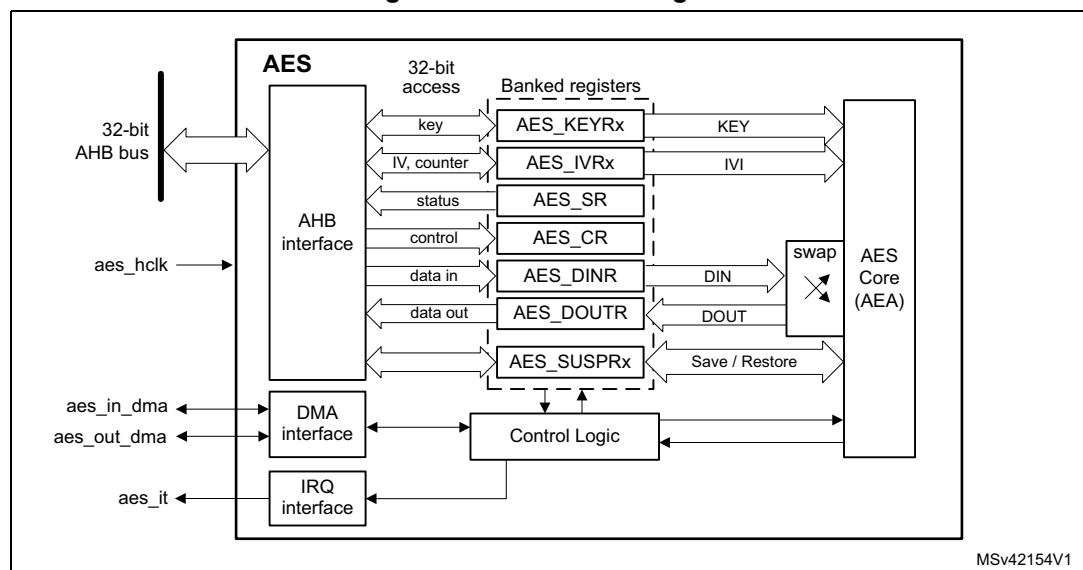 AES
32-bit
access
Banked registers
32-bit
AHB bus
key
AES_KEYRx
KEY
IV, counter
AES_IVRx
IVI
status
AES_SR
AHB
interface
control
AES_CR
swap
AES
Core
(AEA)
aes_hclk
data in
AES_DINR
DIN
data out
AES_DOUTR
DOUT
AES_SUSPRx
Save / Restore
aes_in_dma
aes_out_dma
DMA
interface
Control Logic
aes_it
IRQ
interface
MSv42154V1